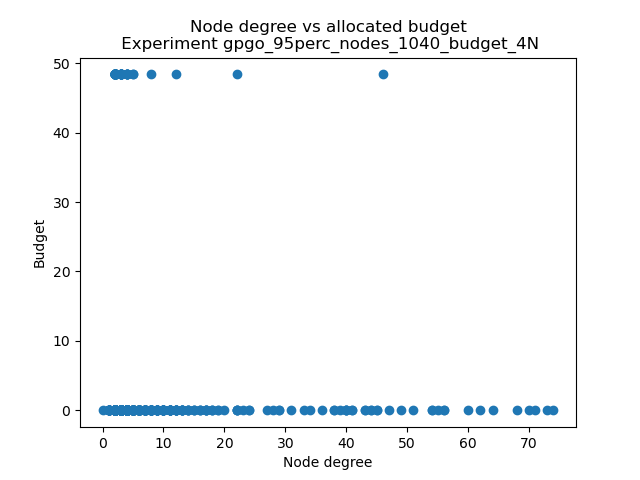 Node degree vs allocated budget
Experiment gpgo_95perc_nodes_1040_budget_4N
50
40
30
20
10
0
Budget
0 10 20 30 40 50 60 70
Node degree